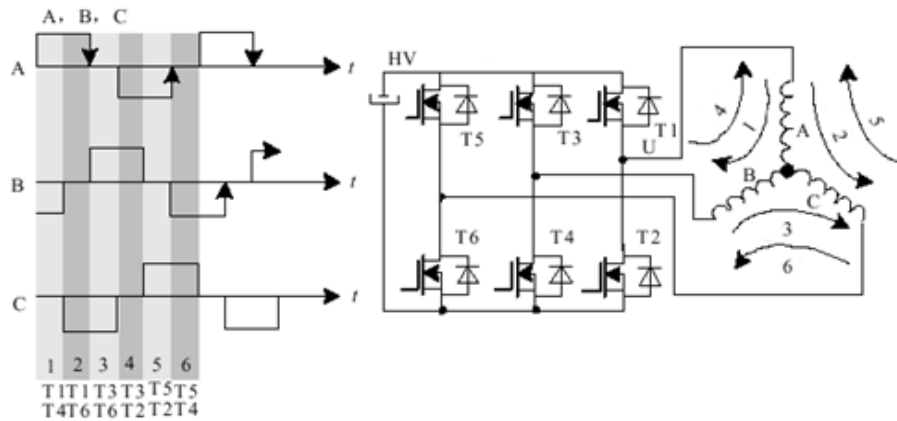 A, B, C
A
t
B
t
C
t
1 2 3 4 5 6
T1 T1 T3 T3 T5 T5
T4 T6 T6 T2 T2 T4
HV
T5
T3
T1
U
T6
T4
T2
4
1
A
2
5
B
C
3
6